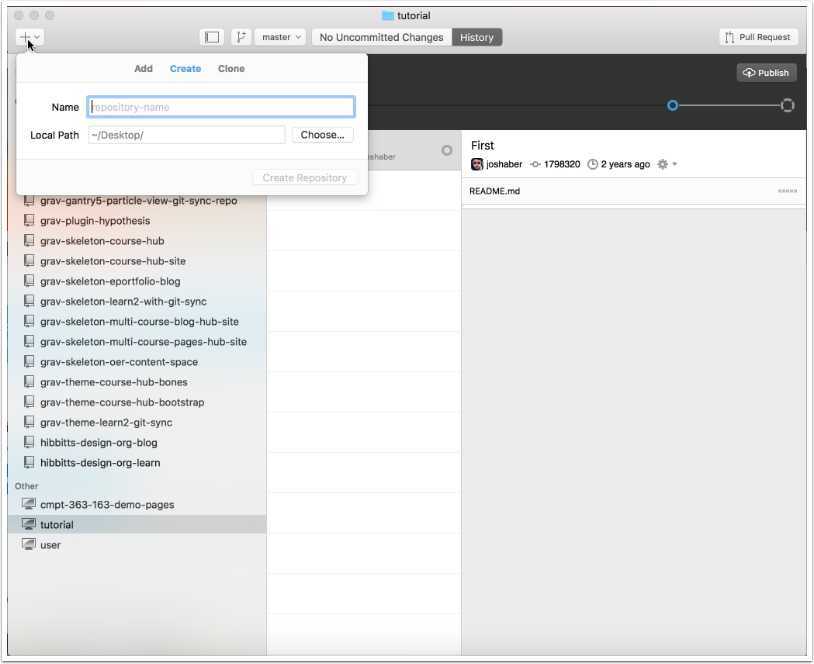 tutorial
master
No Uncommitted Changes
History
Pull Request
Add
Create
Clone
Publish
Name
repository-name
Local Path
~/Desktop/
Choose...
Create Repository
joshaber
First
joshaber
1798320
2 years ago
README.md
grav-gantry5-particle-view-git-sync-repo
grav-plugin-hypothesis
grav-skeleton-course-hub
grav-skeleton-course-hub-site
grav-skeleton-eportfolio-blog
grav-skeleton-learn2-with-git-sync
grav-skeleton-multi-course-blog-hub-site
grav-skeleton-multi-course-pages-hub-site
grav-skeleton-oer-content-space
grav-theme-course-hub-bones
grav-theme-course-hub-bootstrap
grav-theme-learn2-git-sync
hibbitts-design-org-blog
hibbitts-design-org-learn
Other
cmpt-363-163-demo-pages
tutorial
user